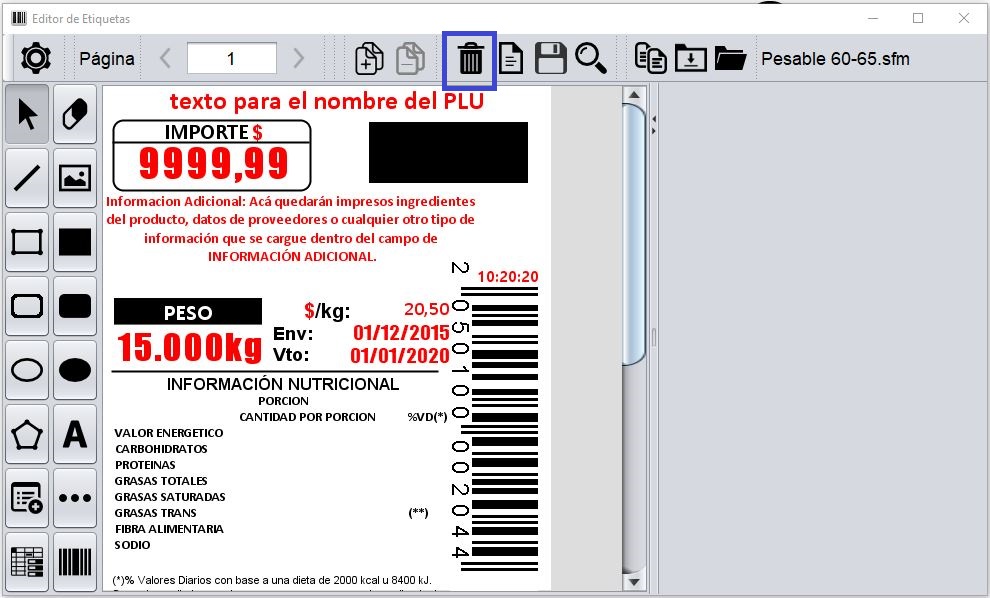 Editor de Etiquetas
Página
1
Pesable 60-65.sfm
texto para el nombre del PLU
IMPORTE $
9999,99
Informacion Adicional: Acá quedarán impresos ingredientes
del producto, datos de proveedores o cualquier otro tipo de
información que se cargue dentro del campo de
INFORMACIÓN ADICIONAL.
10:20:20
2 050100 002044
PESO
15.000kg
$/kg: 20,50
Env: 01/12/2015
Vto: 01/01/2020
INFORMACIÓN NUTRICIONAL
PORCION
CANTIDAD POR PORCION %VD(*)
VALOR ENERGETICO
CARBOHIDRATOS
PROTEINAS
GRASAS TOTALES
GRASAS SATURADAS
GRASAS TRANS (**)
FIBRA ALIMENTARIA
SODIO
(*)% Valores Diarios con base a una dieta de 2000 kcal u 8400 kJ.
A